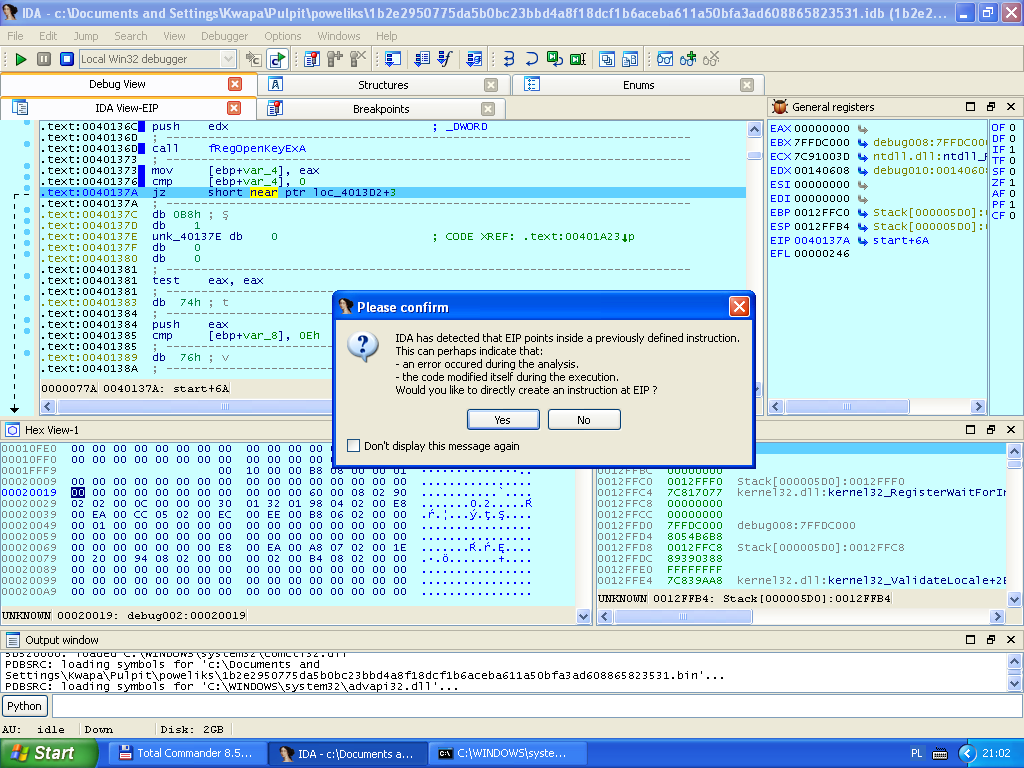 IDA - c:\Documents and Settings\Kwapa\Pulpit\poweliks\1b2e2950775da5b0bc23bbd4a8f18dcf1b6aceba611a50bfa3ad608865823531.idb (1b2e2...
File Edit Jump Search View Debugger Options Windows Help
Local Win32 debugger
Debug View Structures Enums
IDA View-EIP Breakpoints General registers
.text:0040136C push edx ; _DWORD
.text:0040136D ; ---------------------------------------------------------------------------
.text:0040136D call fRegOpenKeyExA
.text:00401373 ; ---------------------------------------------------------------------------
.text:00401373 mov [ebp+var_4], eax
.text:00401376 cmp [ebp+var_4], 0
.text:0040137A jz short near ptr loc_4013D2+3
.text:0040137A ; ---------------------------------------------------------------------------
.text:0040137C db 0B8h ; Ş
.text:0040137D db 1
.text:0040137E unk_40137E db 0 ; CODE XREF: .text:00401A23↓p
.text:0040137F db 0
.text:00401380 db 0
.text:00401381 ; ---------------------------------------------------------------------------
.text:00401381 test eax, eax
.text:00401381 ; ---------------------------------------------------------------------------
.text:00401383 db 74h ; t
.text:00401384 ; ---------------------------------------------------------------------------
.text:00401384 push eax
.text:00401385 cmp [ebp+var_8], 0Eh
.text:00401385 ; ---------------------------------------------------------------------------
.text:00401389 db 76h ; v
.text:0040138A ; ---------------------------------------------------------------------------
0000077A 0040137A: start+6A
EAX 00000000
EBX 7FFDC000 debug008:7FFDC000
ECX 7C91003D ntdll.dll:ntdll_R
EDX 00140608 debug010:00140608
ESI 00000000
EDI 00000000
EBP 0012FFC0 Stack[000005D0]:
ESP 0012FFB4 Stack[000005D0]:
EIP 0040137A start+6A
EFL 00000246
OF 0
DF 0
IF 1
TF 0
SF 0
ZF 1
AF 0
PF 1
CF 0
Please confirm
IDA has detected that EIP points inside a previously defined instruction.
This can perhaps indicate that:
- an error occured during the analysis.
- the code modified itself during the execution.
Would you like to directly create an instruction at EIP ?
Yes No
Don't display this message again
Hex View-1
00010FE0 00 00 00 00 00 00 00 00 00 00 00 00
00010FF0 00 00 00 00 00 00 00 00 00 00 00 00
0001FFF9 00 10 00 00 B8 08 00 00 01
00020009 00 00 00 00 00 00 00 00 00 00 00 00 00 00 00 00
00020019 00 00 00 00 00 00 00 00 00 00 00 60 00 08 02 90
00020029 02 02 00 0C 00 00 00 30 01 32 01 98 04 02 00 E8
00020039 00 EA 00 CC 05 02 00 EC 00 EE 00 B8 06 02 00 00
00020049 00 01 00 00 00 00 00 00 00 00 00 00 00 00 00 00
00020059 00 00 00 00 00 00 00 00 00 00 00 00 00 00 00 00
00020069 00 00 00 00 00 00 00 E8 00 EA 00 A8 07 02 00 1E
00020079 00 20 00 94 08 02 00 00 00 02 00 B4 08 02 00 00
00020089 00 00 00 00 00 00 00 00 00 00 00 00 00 00 00 00
00020099 00 00 00 00 00 00 00 00 00 00 00 00 00 00 00 00
000200A9 00 00 00 00 00 00 00 00 00 00 00 00 00 00 00 00
UNKNOWN 00020019: debug002:00020019
0012FFBC 00000000
0012FFC0 0012FFF0 Stack[000005D0]:0012FFF0
0012FFC4 7C817077 kernel32.dll:kernel32_RegisterWaitForIn
0012FFC8 00000000
0012FFCC 00000000
0012FFD0 7FFDC000 debug008:7FFDC000
0012FFD4 8054B6B8
0012FFD8 0012FFC8 Stack[000005D0]:0012FFC8
0012FFDC 89390388
0012FFE0 FFFFFFFF
0012FFE4 7C839AA8 kernel32.dll:kernel32_ValidateLocale+2B
UNKNOWN 0012FFB4: Stack[000005D0]:0012FFB4
Output window
5D520000: loaded C:\WINDOWS\system32\comctl32.dll
PDBSRC: loading symbols for 'c:\Documents and
Settings\Kwapa\Pulpit\poweliks\1b2e2950775da5b0bc23bbd4a8f18dcf1b6aceba611a50bfa3ad608865823531.bin'...
PDBSRC: loading symbols for 'C:\WINDOWS\system32\advapi32.dll'...
Python
AU: idle Down Disk: 2GB
Start Total Commander 8.5... IDA - c:\Documents a... C:\WINDOWS\syste... PL 21:02